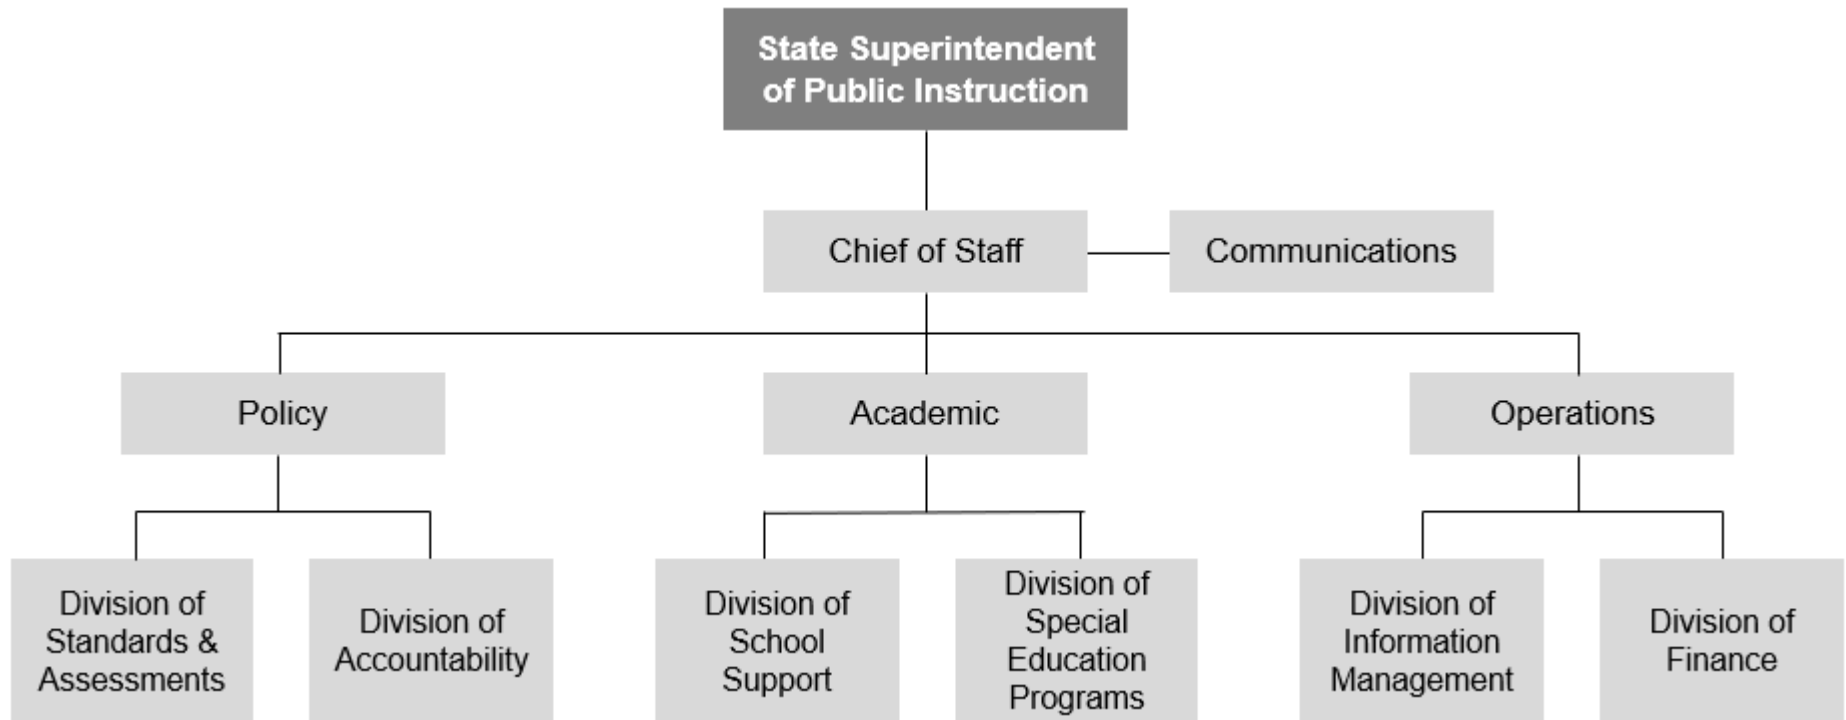 State Superintendent
of Public Instruction
Chief of Staff
Communications
Policy
Academic
Operations
Division of
Standards &
Assessments
Division of
Accountability
Division of
School
Support
Division of
Special
Education
Programs
Division of
Information
Management
Division of
Finance